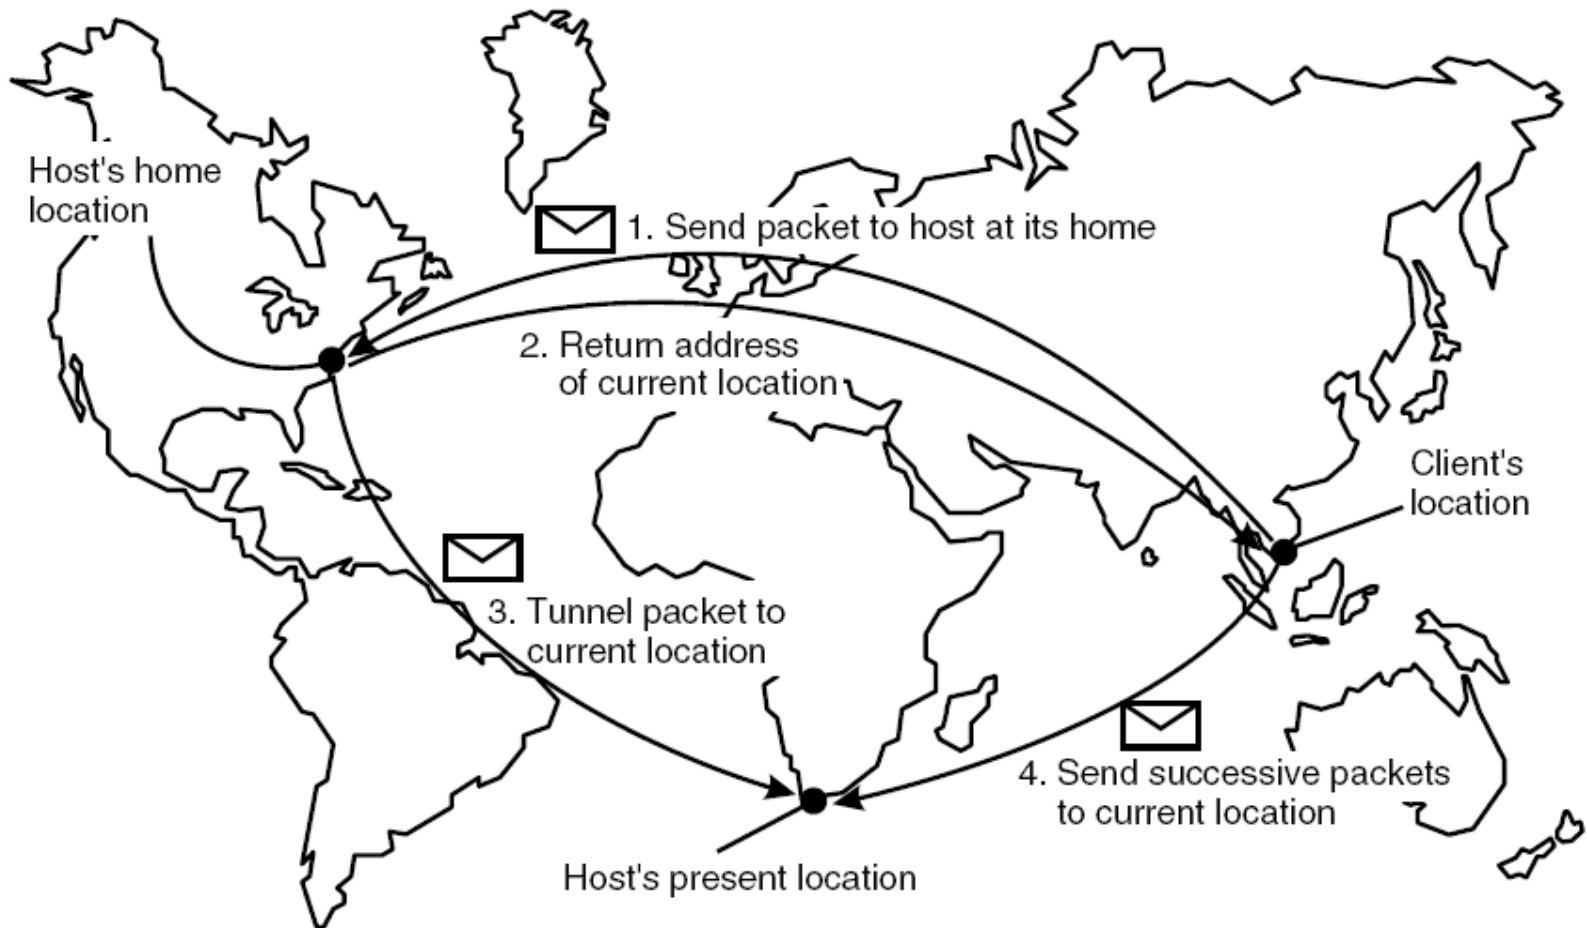 Host's home
location
1. Send packet to host at its home
2. Return address
of current location
Client's
location
3. Tunnel packet to
current location
4. Send successive packets
to current location
Host's present location